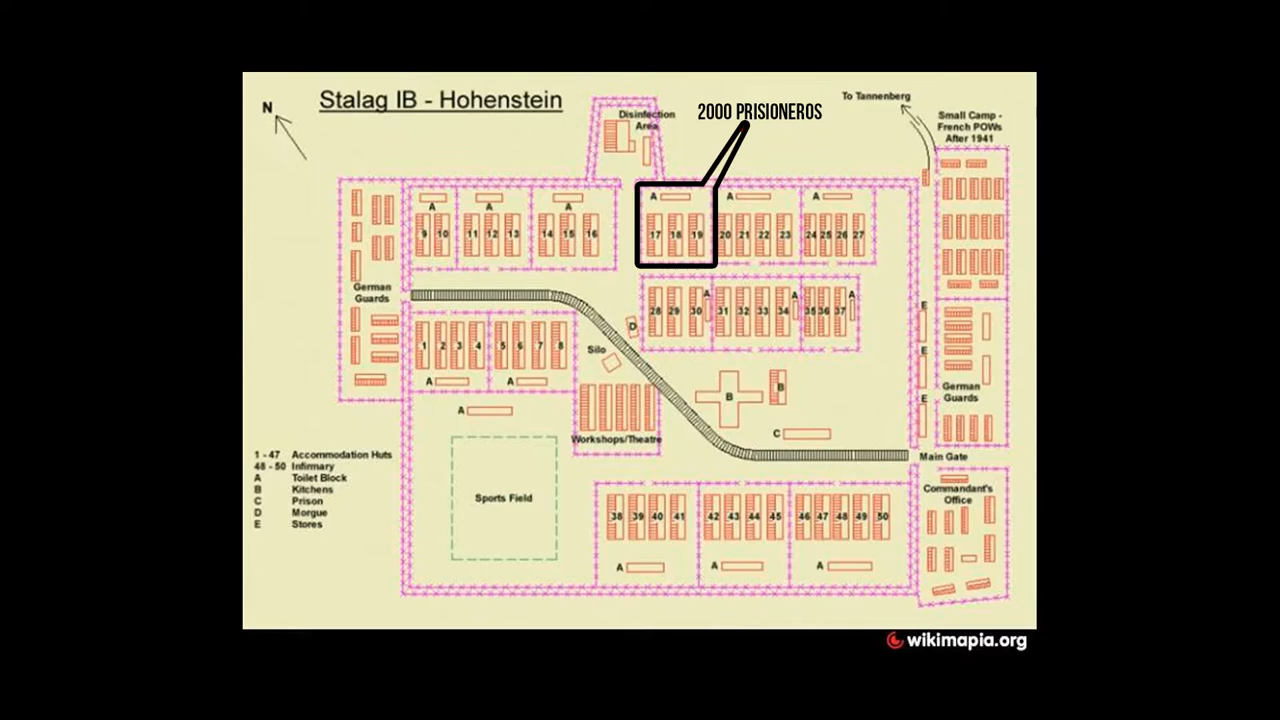 Stalag IB - Hohenstein
N
2000 PRISIONEROS
To Tannenberg
Disinfection
Area
Small Camp -
French POWs
After 1941
A A A A A A
9 10 11 12 13 14 15 16 17 18 19 20 21 22 23 24 25 26 27
German
Guards
A A A
28 29 30 31 32 33 34 35 36 37
E
D
1 2 3 4 5 6 7 8
Silo
E
A A
B B
German
Guards
E
A
C
Workshops/Theatre
Main Gate
1 - 47 Accommodation Huts
48 - 50 Infirmary
A Toilet Block
B Kitchens
C Prison
D Morgue
E Stores
Sports Field
Commandant's
Office
38 39 40 41 42 43 44 45 46 47 48 49 50
A A A
wikimapia.org